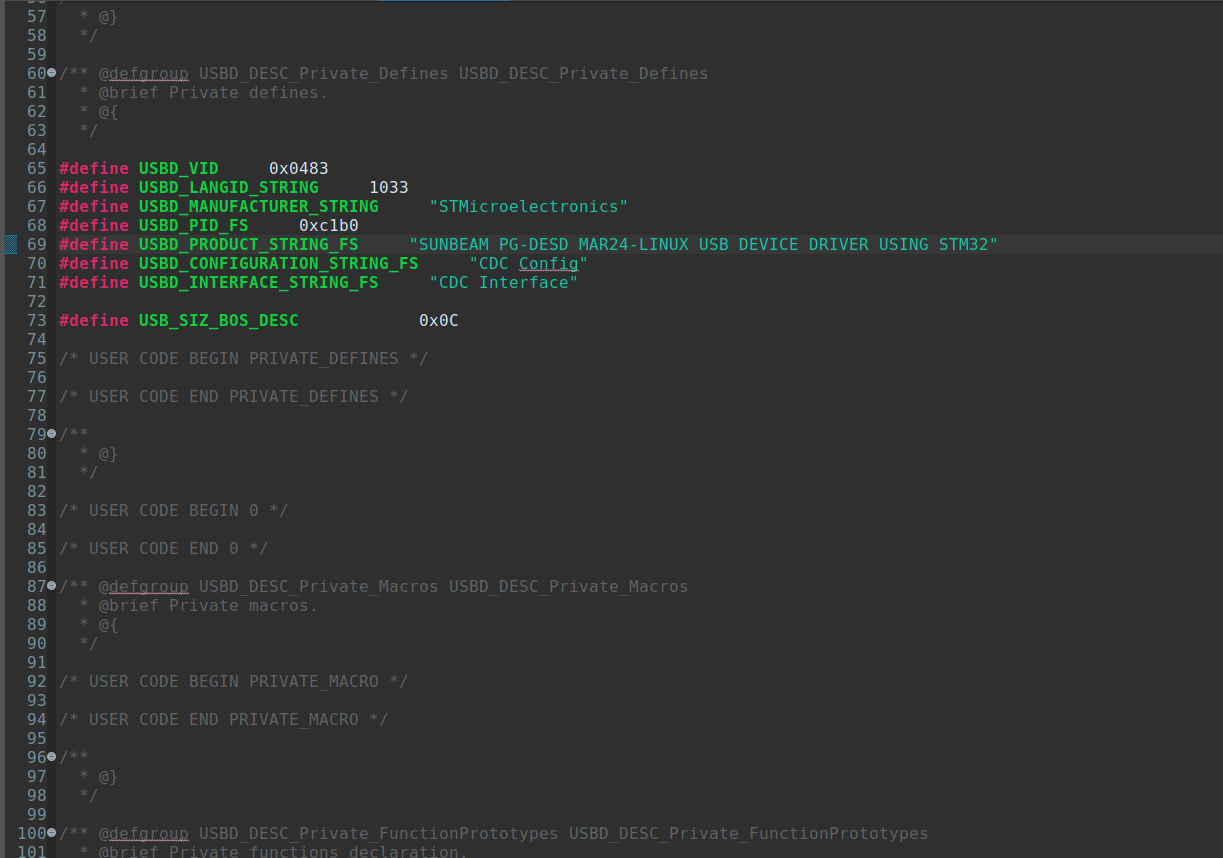 57   * @}
58   */
59
60 /** @defgroup USBD_DESC_Private_Defines USBD_DESC_Private_Defines
61   * @brief Private defines.
62   * @{
63   */
64
65 #define USBD_VID     0x0483
66 #define USBD_LANGID_STRING     1033
67 #define USBD_MANUFACTURER_STRING     "STMicroelectronics"
68 #define USBD_PID_FS     0xc1b0
69 #define USBD_PRODUCT_STRING_FS     "SUNBEAM PG-DESD MAR24-LINUX USB DEVICE DRIVER USING STM32"
70 #define USBD_CONFIGURATION_STRING_FS     "CDC Config"
71 #define USBD_INTERFACE_STRING_FS     "CDC Interface"
72
73 #define USB_SIZ_BOS_DESC            0x0C
74
75 /* USER CODE BEGIN PRIVATE_DEFINES */
76
77 /* USER CODE END PRIVATE_DEFINES */
78
79 /**
80   * @}
81   */
82
83 /* USER CODE BEGIN 0 */
84
85 /* USER CODE END 0 */
86
87 /** @defgroup USBD_DESC_Private_Macros USBD_DESC_Private_Macros
88   * @brief Private macros.
89   * @{
90   */
91
92 /* USER CODE BEGIN PRIVATE_MACRO */
93
94 /* USER CODE END PRIVATE_MACRO */
95
96 /**
97   * @}
98   */
99
100 /** @defgroup USBD_DESC_Private_FunctionPrototypes USBD_DESC_Private_FunctionPrototypes
101   * @brief Private functions declaration.